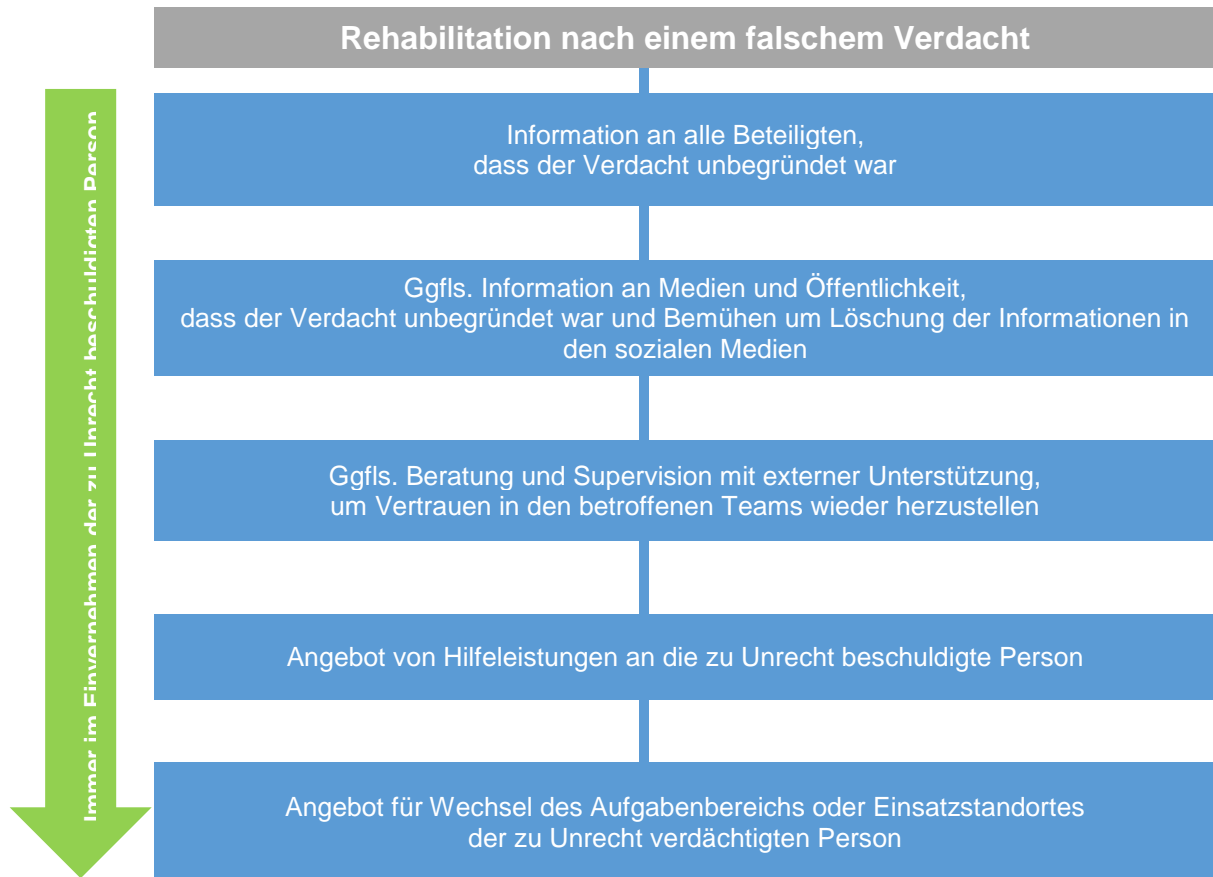 Rehabilitation nach einem falschem Verdacht
Immer im Einvernehmen der zu Unrecht beschuldigten Person
Information an alle Beteiligten,
dass der Verdacht unbegründet war
Ggfls. Information an Medien und Öffentlichkeit,
dass der Verdacht unbegründet war und Bemühen um Löschung der Informationen in
den sozialen Medien
Ggfls. Beratung und Supervision mit externer Unterstützung,
um Vertrauen in den betroffenen Teams wieder herzustellen
Angebot von Hilfeleistungen an die zu Unrecht beschuldigte Person
Angebot für Wechsel des Aufgabenbereichs oder Einsatzstandortes
der zu Unrecht verdächtigten Person